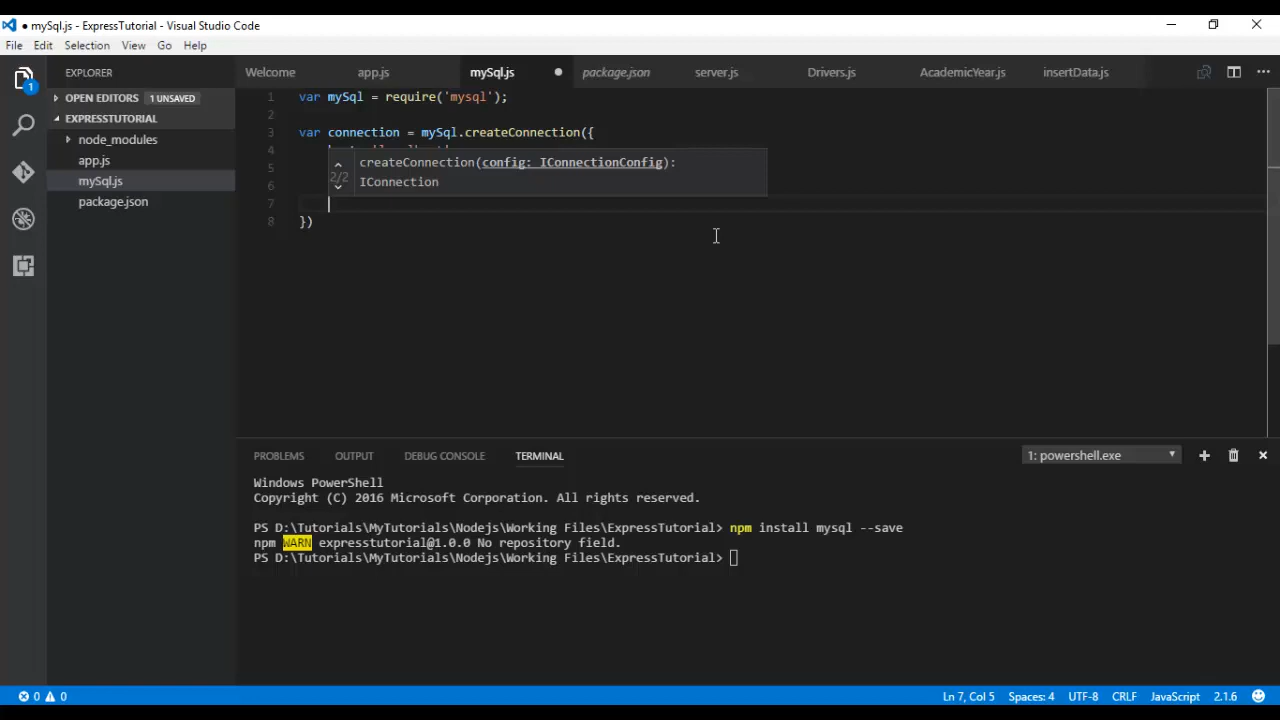 mySql.js - ExpressTutorial - Visual Studio Code
File Edit Selection View Go Help
EXPLORER
Welcome app.js mySql.js package.json server.js Drivers.js AcademicYear.js insertData.js
1
OPEN EDITORS 1 UNSAVED
EXPRESSTUTORIAL
node_modules
app.js
mySql.js
package.json
1 var mySql = require('mysql');
2
3 var connection = mySql.createConnection({
4
5
6
7
8 })
createConnection(config: IConnectionConfig):
2/2
IConnection
PROBLEMS OUTPUT DEBUG CONSOLE TERMINAL 1: powershell.exe
Windows PowerShell
Copyright (C) 2016 Microsoft Corporation. All rights reserved.
PS D:\Tutorials\MyTutorials\Nodejs\Working Files\ExpressTutorial> npm install mysql --save
npm WARN expresstutorial@1.0.0 No repository field.
PS D:\Tutorials\MyTutorials\Nodejs\Working Files\ExpressTutorial>
0 0 Ln 7, Col 5 Spaces: 4 UTF-8 CRLF JavaScript 2.1.6